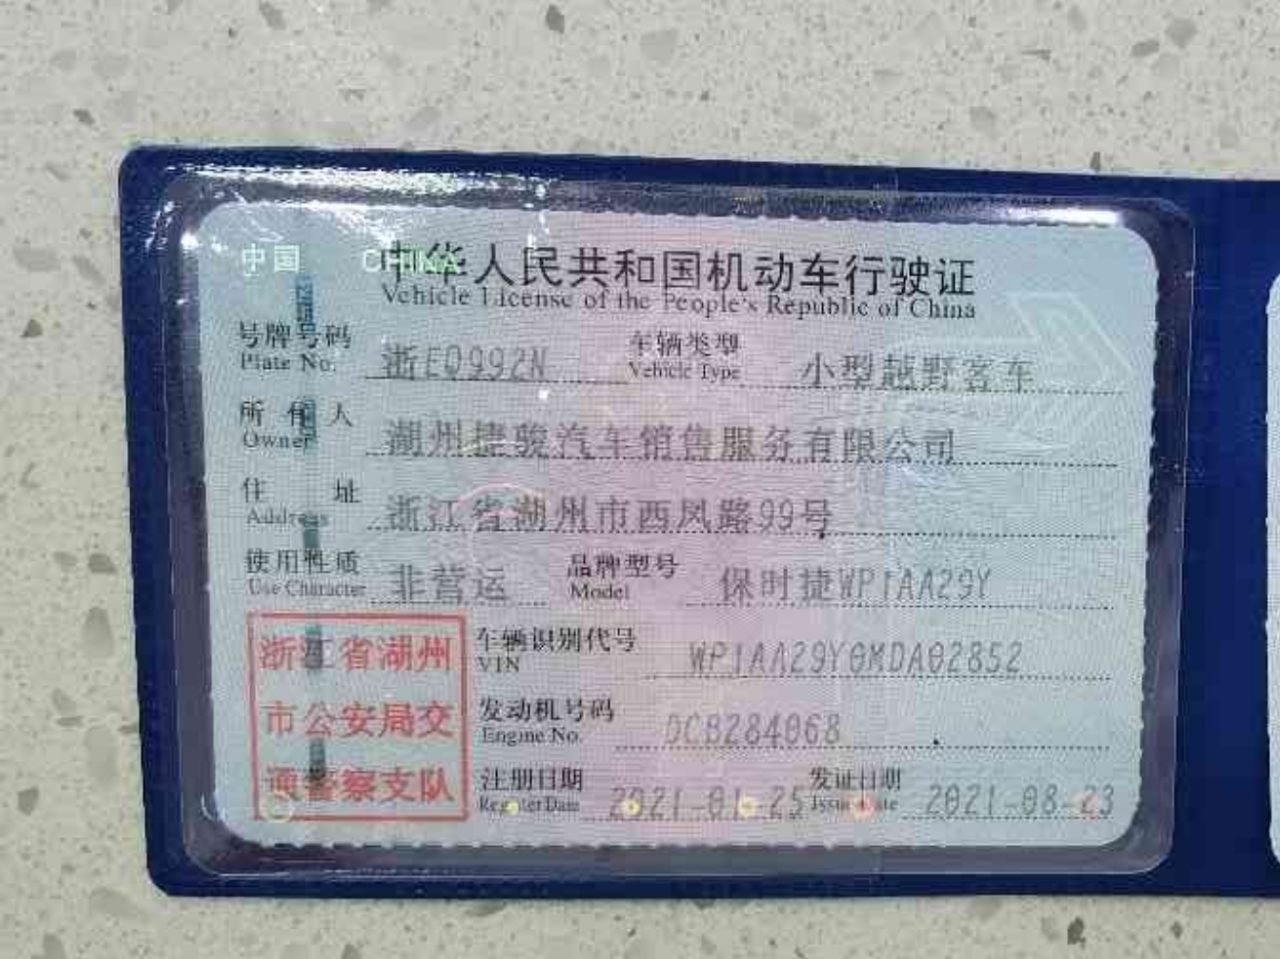 中国 CHINA
中华人民共和国机动车行驶证
Vehicle License of the People's Republic of China
号牌号码 浙EQ992N 车辆类型 小型越野客车
Plate No. Vehicle Type
所有人 湖州捷骏汽车销售服务有限公司
Owner
住址 浙江省湖州市西凤路99号
Address
使用性质 非营运 品牌型号 保时捷WP1AA29Y
Use Character Model
浙江省湖州
市公安局交
通警察支队
车辆识别代号 WP1AA29Y0MDA02852
VIN
发动机号码 DCB284068
Engine No.
注册日期 2021-01-25 发证日期 2021-08-23
Register Date Issue Date